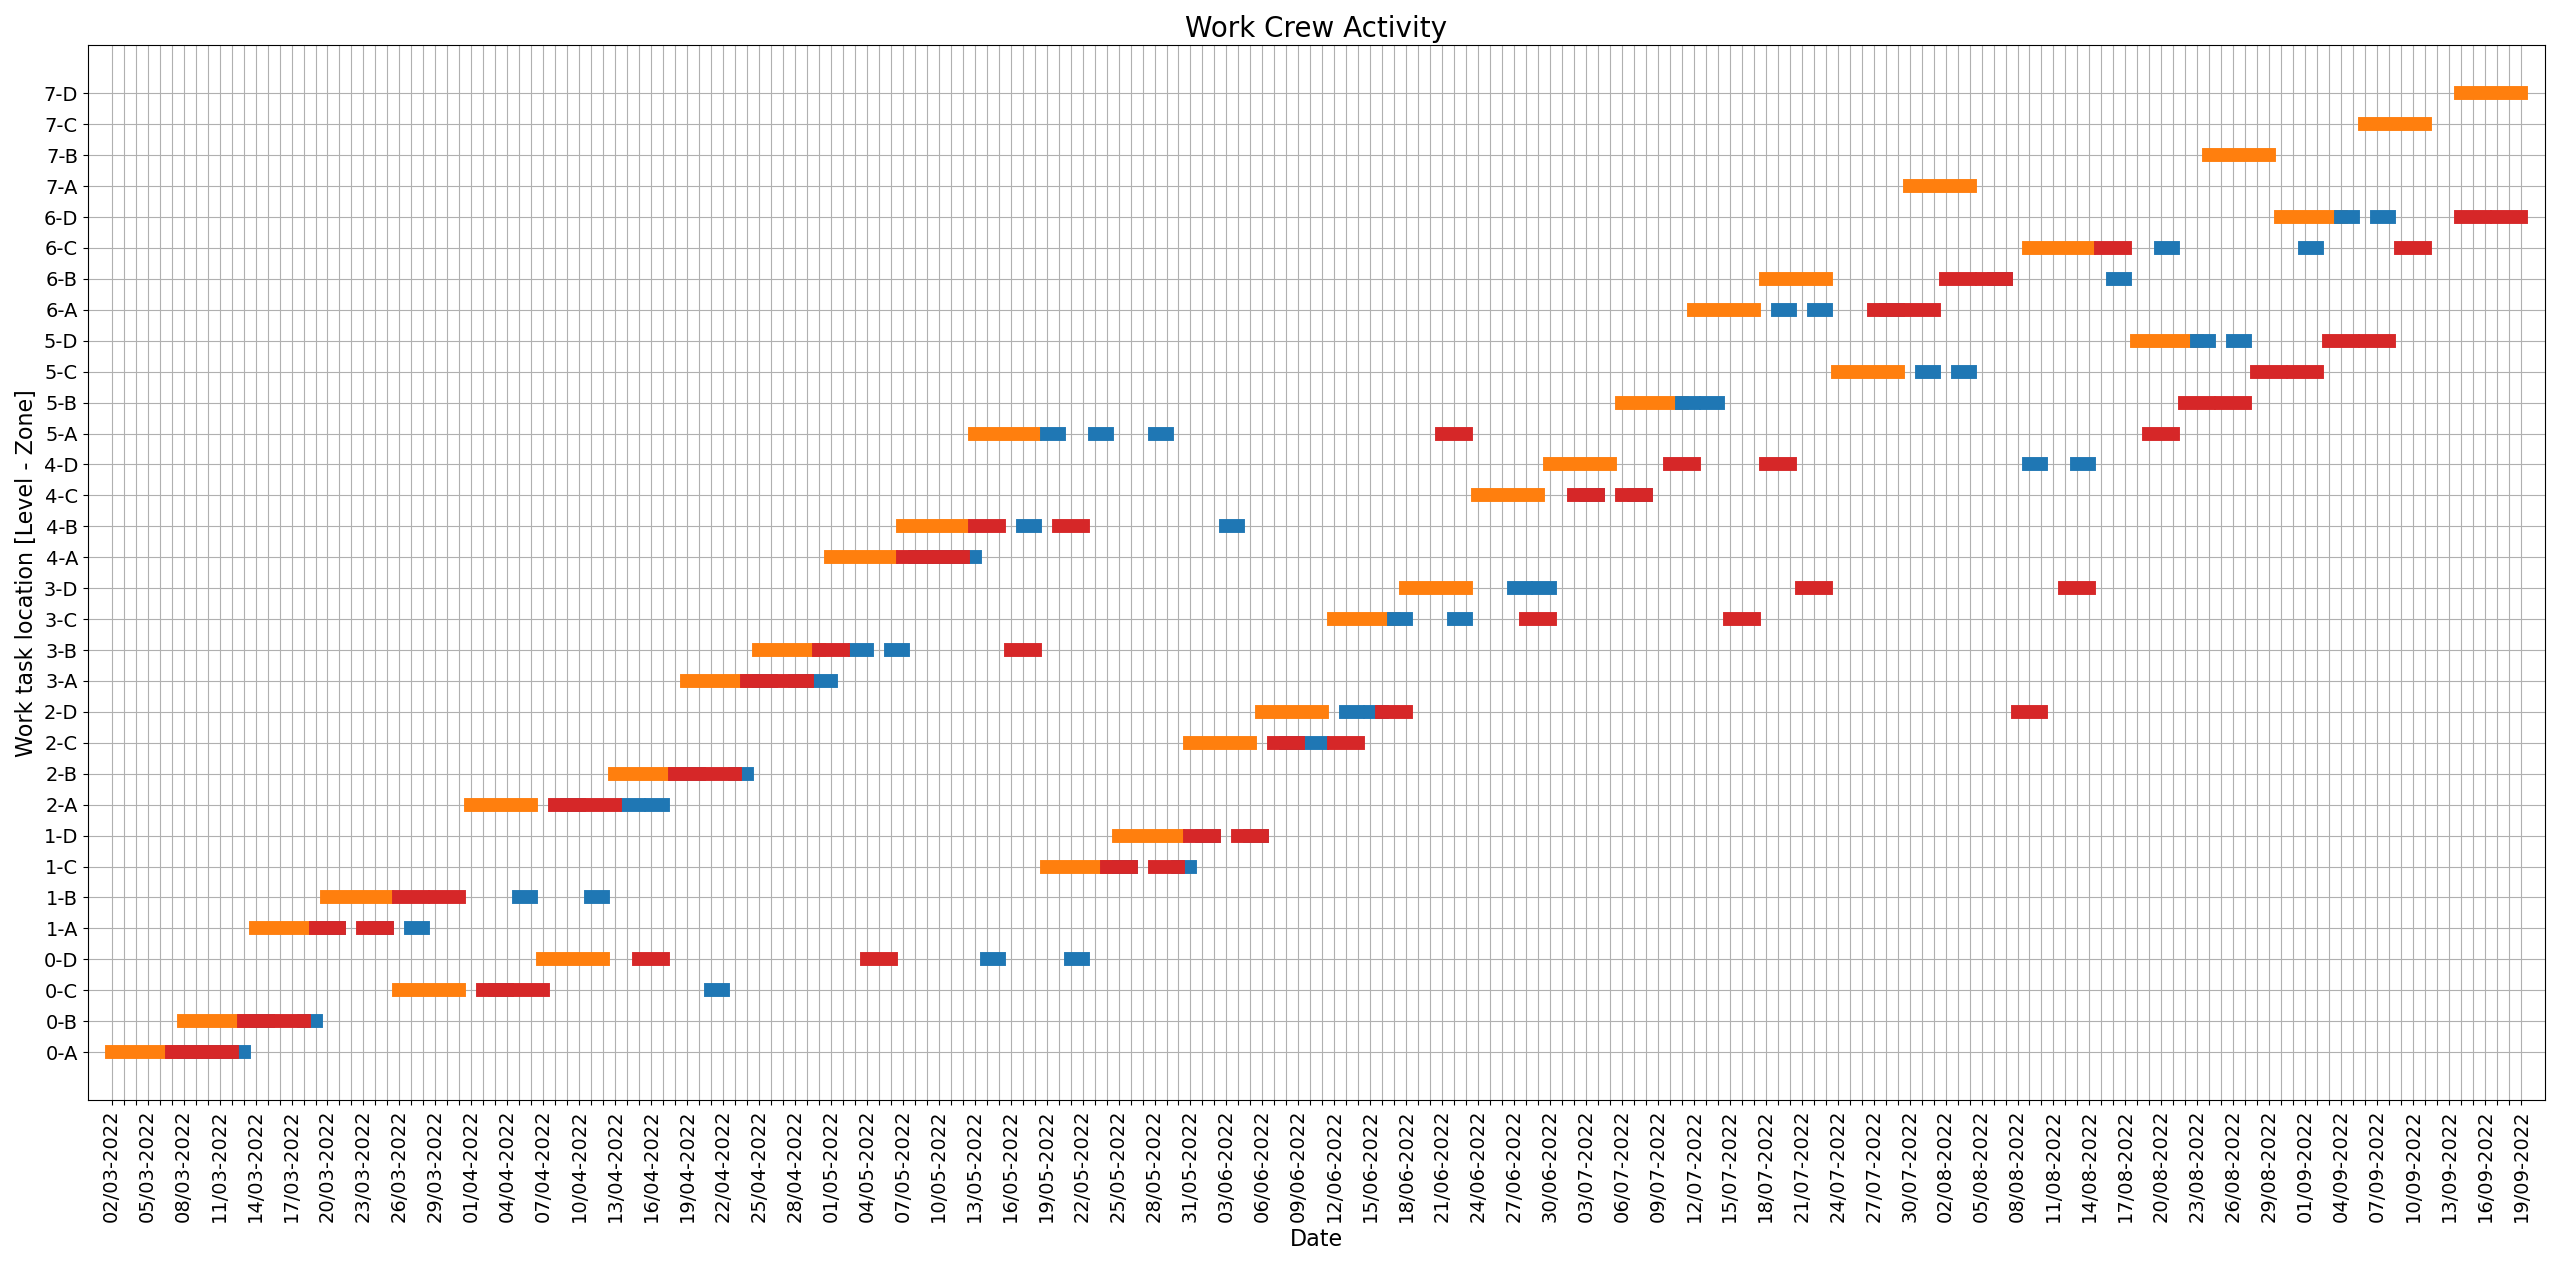 Work Crew Activity
Work task location [Level - Zone]
7-D
7-C
7-B
7-A
6-D
6-C
6-B
6-A
5-D
5-C
5-B
5-A
4-D
4-C
4-B
4-A
3-D
3-C
3-B
3-A
2-D
2-C
2-B
2-A
1-D
1-C
1-B
1-A
0-D
0-C
0-B
0-A
02/03-2022
05/03-2022
08/03-2022
11/03-2022
14/03-2022
17/03-2022
20/03-2022
23/03-2022
26/03-2022
29/03-2022
01/04-2022
04/04-2022
07/04-2022
10/04-2022
13/04-2022
16/04-2022
19/04-2022
22/04-2022
25/04-2022
28/04-2022
01/05-2022
04/05-2022
07/05-2022
10/05-2022
13/05-2022
16/05-2022
19/05-2022
22/05-2022
25/05-2022
28/05-2022
31/05-2022
03/06-2022
06/06-2022
09/06-2022
12/06-2022
15/06-2022
18/06-2022
21/06-2022
24/06-2022
27/06-2022
30/06-2022
03/07-2022
06/07-2022
09/07-2022
12/07-2022
15/07-2022
18/07-2022
21/07-2022
24/07-2022
27/07-2022
30/07-2022
02/08-2022
05/08-2022
08/08-2022
11/08-2022
14/08-2022
17/08-2022
20/08-2022
23/08-2022
26/08-2022
29/08-2022
01/09-2022
04/09-2022
07/09-2022
10/09-2022
13/09-2022
16/09-2022
19/09-2022
Date